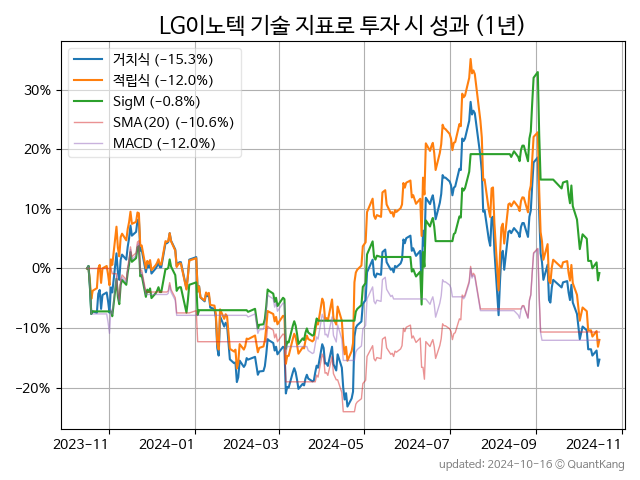 LG이노텍 기술 지표로 투자 시 성과 (1년)
거치식 (−15.3%)
적립식 (−12.0%)
SigM (−0.8%)
SMA(20) (−10.6%)
MACD (−12.0%)
30%
20%
10%
0%
−10%
−20%
2023-11 2024-01 2024-03 2024-05 2024-07 2024-09 2024-11
updated: 2024-10-16 © QuantKang